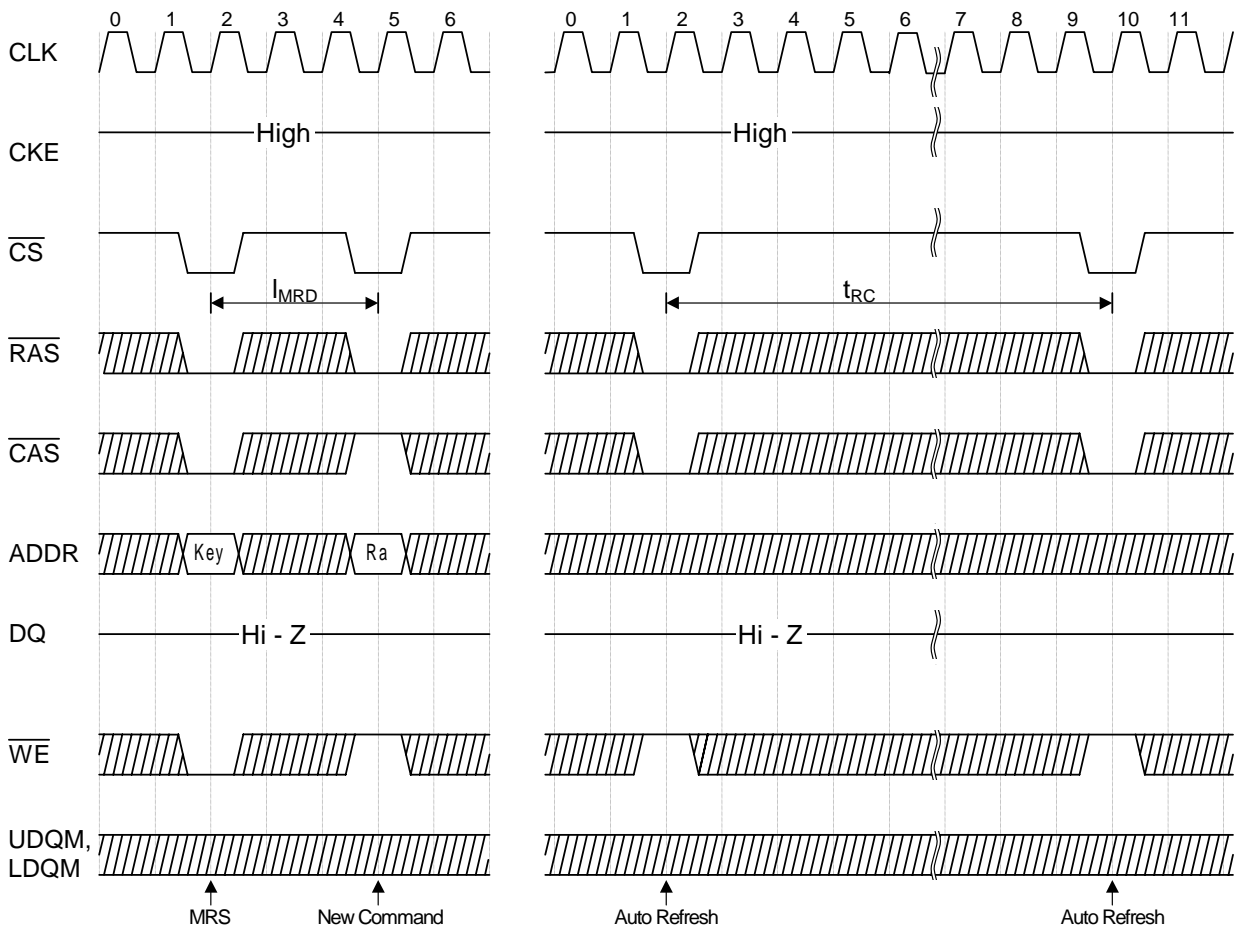 0 1 2 3 4 5 6 0 1 2 3 4 5 6 7 8 9 10 11
CLK
High High
CKE
CS
lMRD tRC
RAS
CAS
ADDR Key Ra
DQ Hi - Z Hi - Z
WE
UDQM,
LDQM
MRS New Command Auto Refresh Auto Refresh